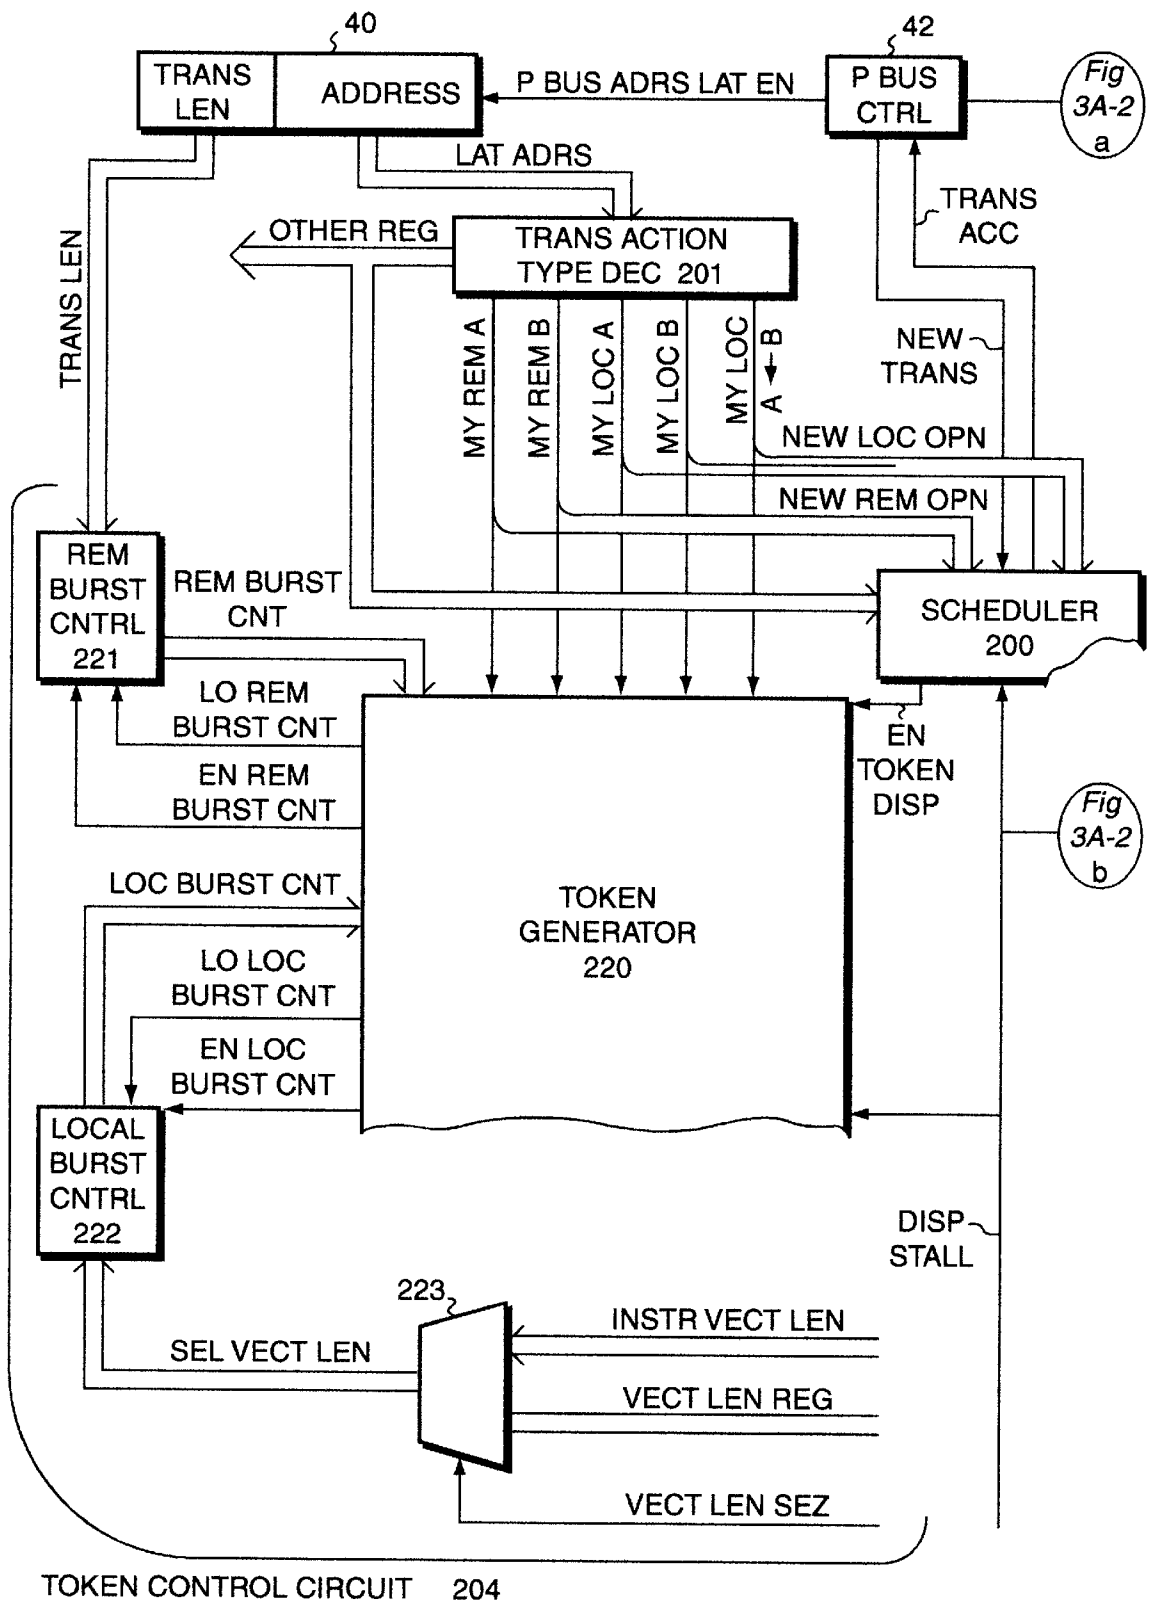 40
42
TRANS
LEN
ADDRESS
P BUS ADRS LAT EN
P BUS
CTRL
Fig
3A-2
a
LAT ADRS
TRANS
ACC
OTHER REG
TRANS ACTION
TYPE DEC 201
TRANS LEN
MY REM A
MY REM B
MY LOC A
MY LOC B
MY LOC
A B
NEW
TRANS
NEW LOC OPN
NEW REM OPN
REM
BURST
CNTRL
221
REM BURST
CNT
SCHEDULER
200
LO REM
BURST CNT
EN REM
BURST CNT
EN
TOKEN
DISP
Fig
3A-2
b
LOC BURST CNT
TOKEN
GENERATOR
220
LO LOC
BURST CNT
EN LOC
BURST CNT
LOCAL
BURST
CNTRL
222
DISP
STALL
223
INSTR VECT LEN
SEL VECT LEN
VECT LEN REG
VECT LEN SEZ
TOKEN CONTROL CIRCUIT 204